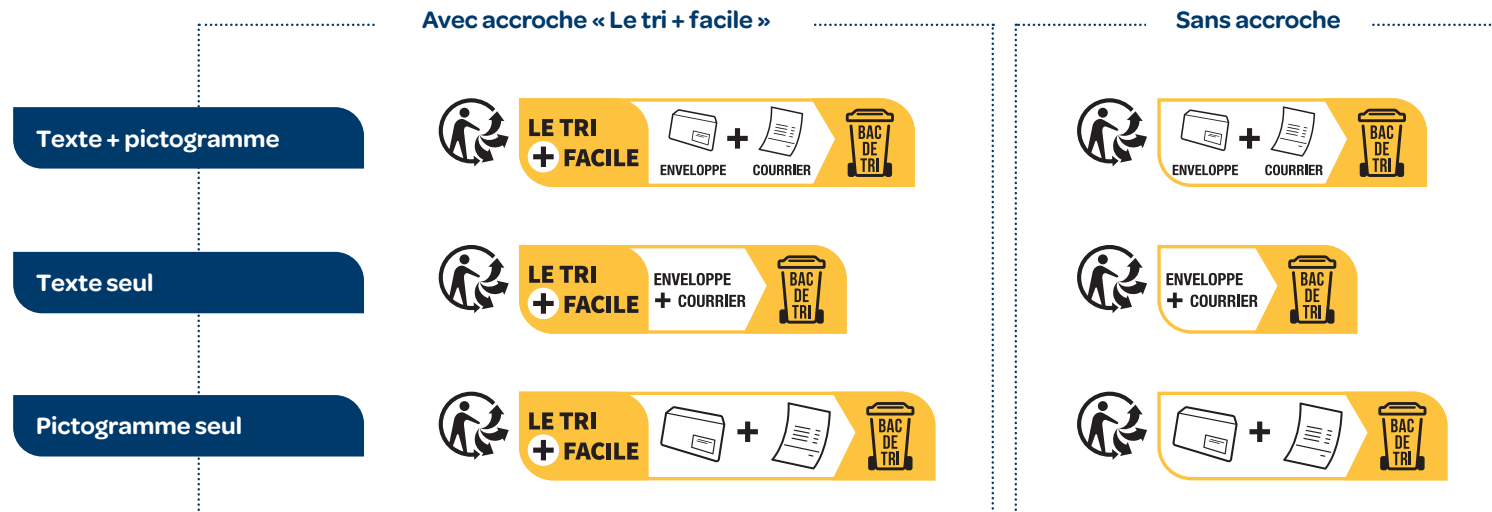 Avec accroche « Le tri + facile »
Sans accroche
Texte + pictogramme
LE TRI
+ FACILE
+
ENVELOPPE
COURRIER
BAC
DE
TRI
+
ENVELOPPE
COURRIER
BAC
DE
TRI
Texte seul
LE TRI
+ FACILE
ENVELOPPE
+ COURRIER
BAC
DE
TRI
ENVELOPPE
+ COURRIER
BAC
DE
TRI
Pictogramme seul
LE TRI
+ FACILE
+
BAC
DE
TRI
+
BAC
DE
TRI